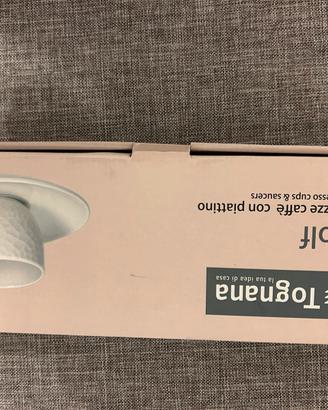 Tognana
la tua idea di casa
olf
zze caffè con piattino
esso cups & saucers